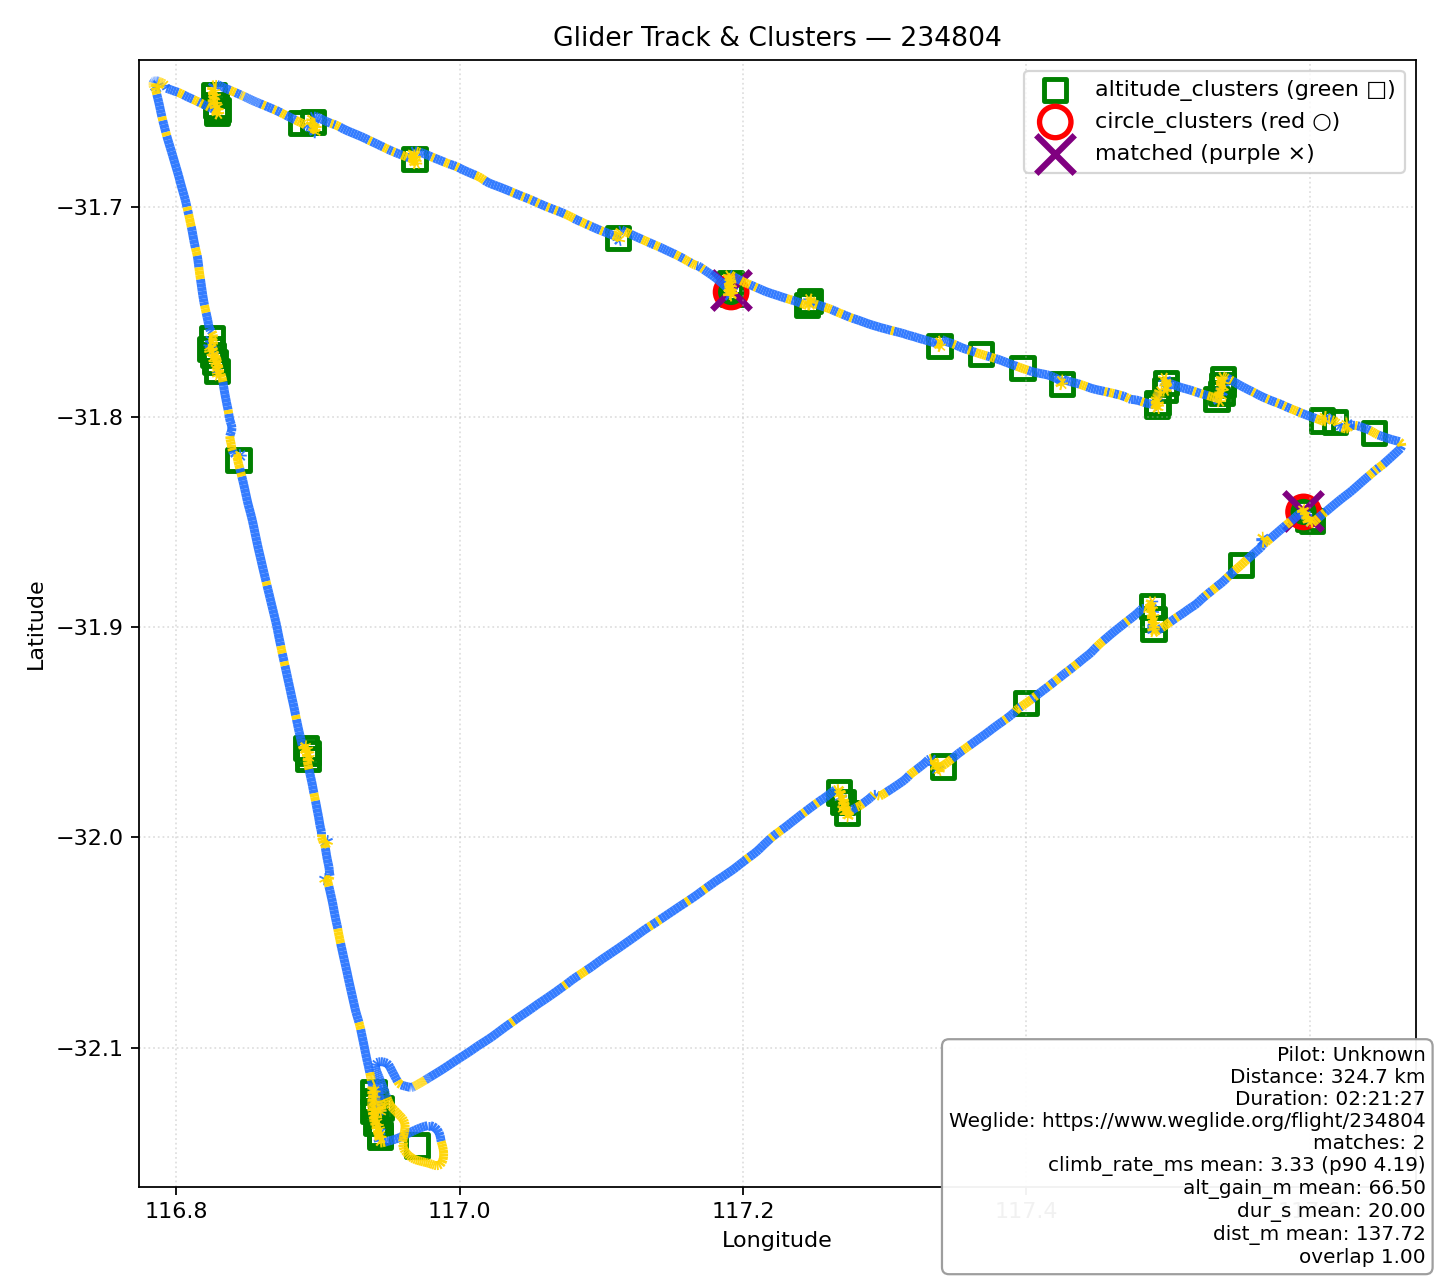 Glider Track & Clusters — 234804
altitude_clusters (green □)
circle_clusters (red ○)
matched (purple ×)
−31.7
−31.8
−31.9
−32.0
−32.1
Latitude
116.8
117.0
117.2
117.4
Longitude
Pilot: Unknown
Distance: 324.7 km
Duration: 02:21:27
Weglide: https://www.weglide.org/flight/234804
matches: 2
climb_rate_ms mean: 3.33 (p90 4.19)
alt_gain_m mean: 66.50
dur_s mean: 20.00
dist_m mean: 137.72
overlap 1.00